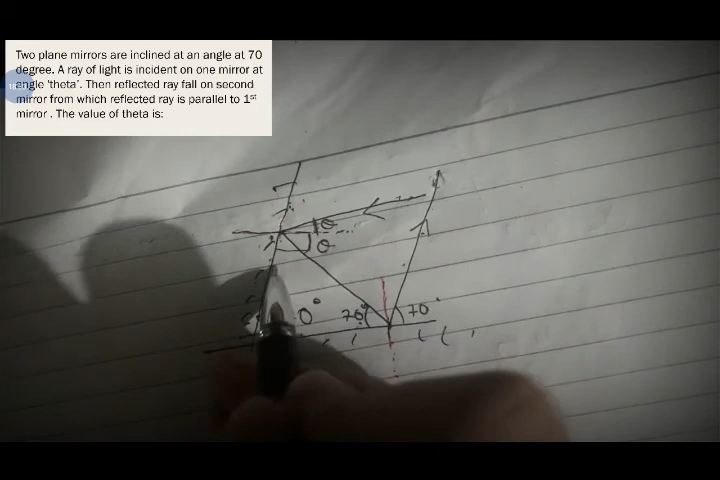 Two plane mirrors are inclined at an angle at 70
degree. A ray of light is incident on one mirror at
angle 'theta'. Then reflected ray fall on second
mirror from which reflected ray is parallel to 1st
mirror . The value of theta is:
θ
θ
0° 70° 70°